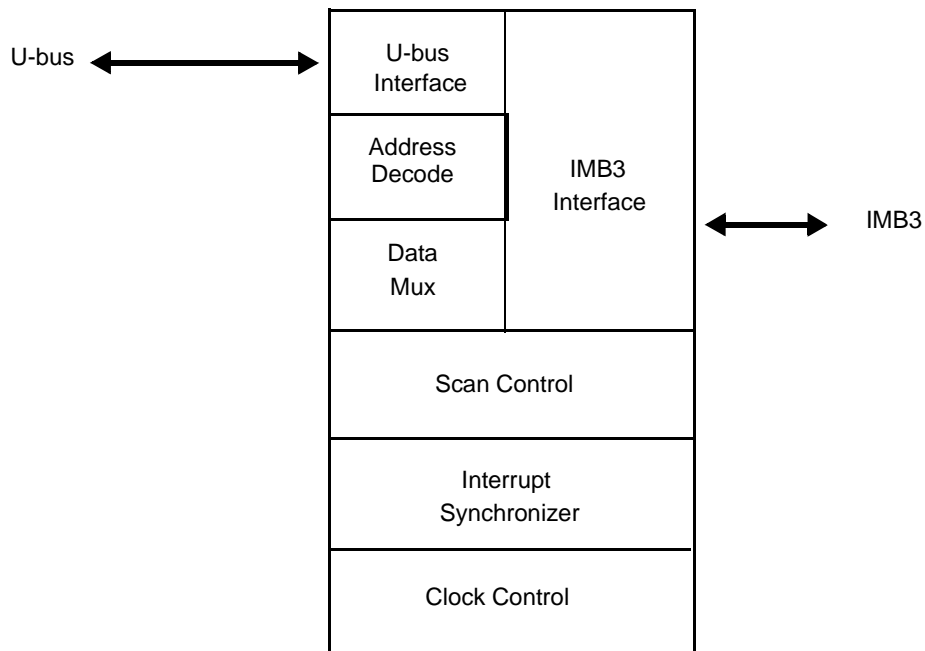 U-bus
U-bus
Interface
Address
Decode
Data
Mux
IMB3
Interface
IMB3
Scan Control
Interrupt
Synchronizer
Clock Control